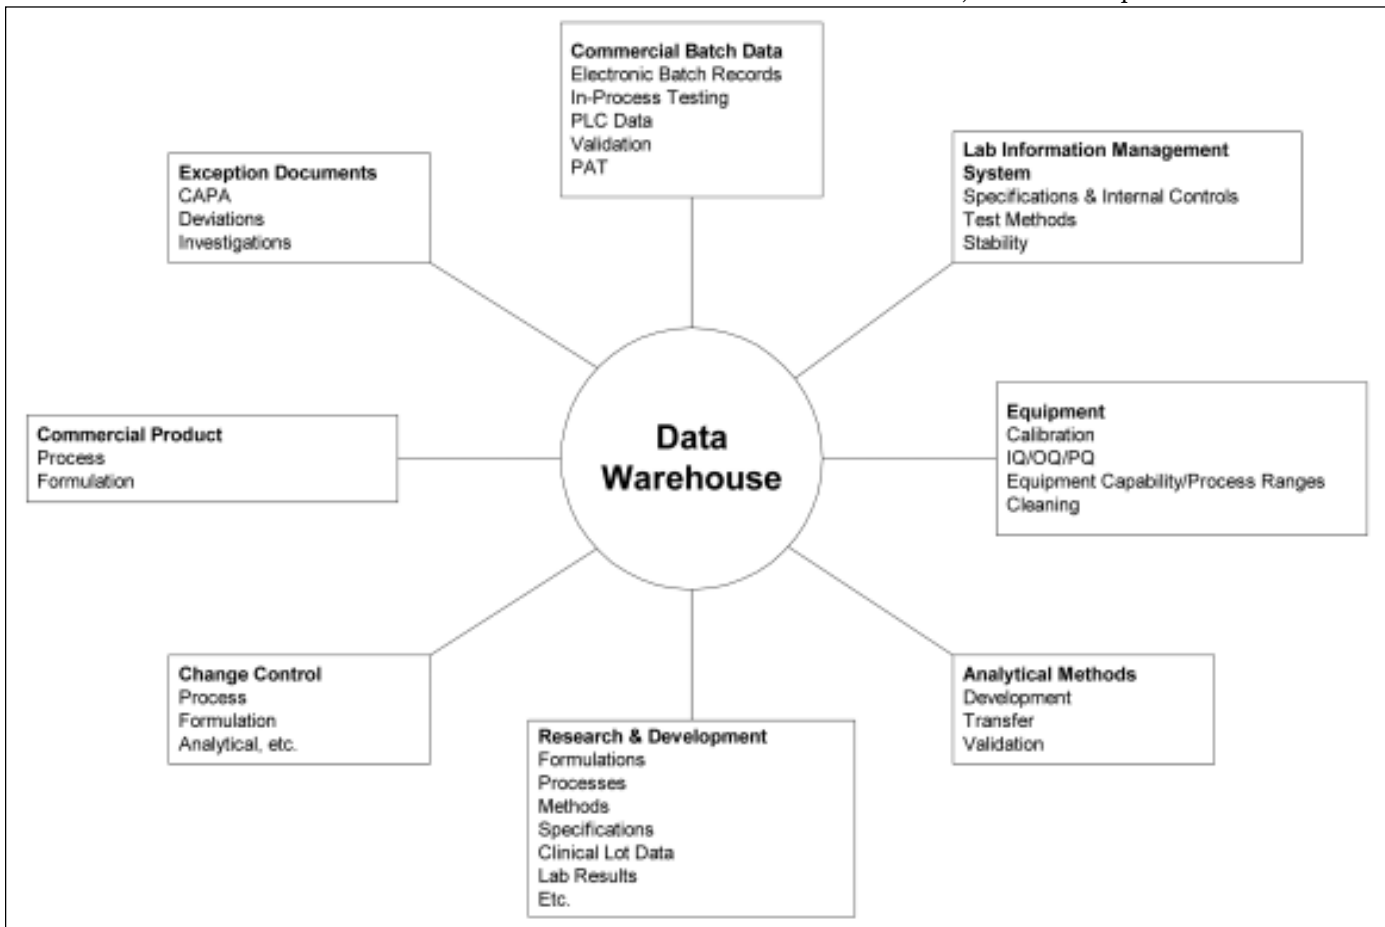 Commercial Batch Data
Electronic Batch Records
In-Process Testing
PLC Data
Validation
PAT
Exception Documents
CAPA
Deviations
Investigations
Lab Information Management
System
Specifications & Internal Controls
Test Methods
Stability
Commercial Product
Process
Formulation
Data
Warehouse
Equipment
Calibration
IQ/OQ/PQ
Equipment Capability/Process Ranges
Cleaning
Change Control
Process
Formulation
Analytical, etc.
Research & Development
Formulations
Processes
Methods
Specifications
Clinical Lot Data
Lab Results
Etc.
Analytical Methods
Development
Transfer
Validation